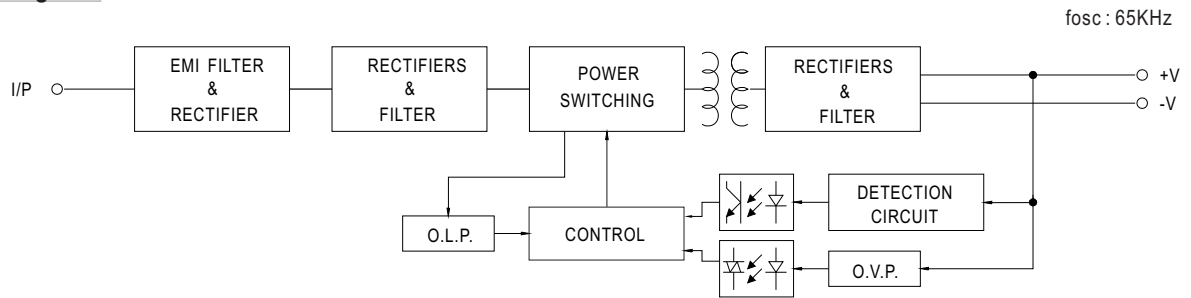 fosc : 65KHz
I/P
EMI FILTER
&
RECTIFIER
RECTIFIERS
&
FILTER
POWER
SWITCHING
RECTIFIERS
&
FILTER
+V
-V
O.L.P.
CONTROL
DETECTION
CIRCUIT
O.V.P.